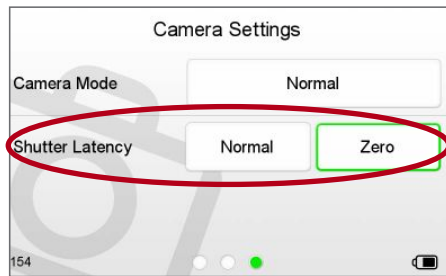 Camera Settings
Camera Mode Normal
Shutter Latency Normal Zero
154